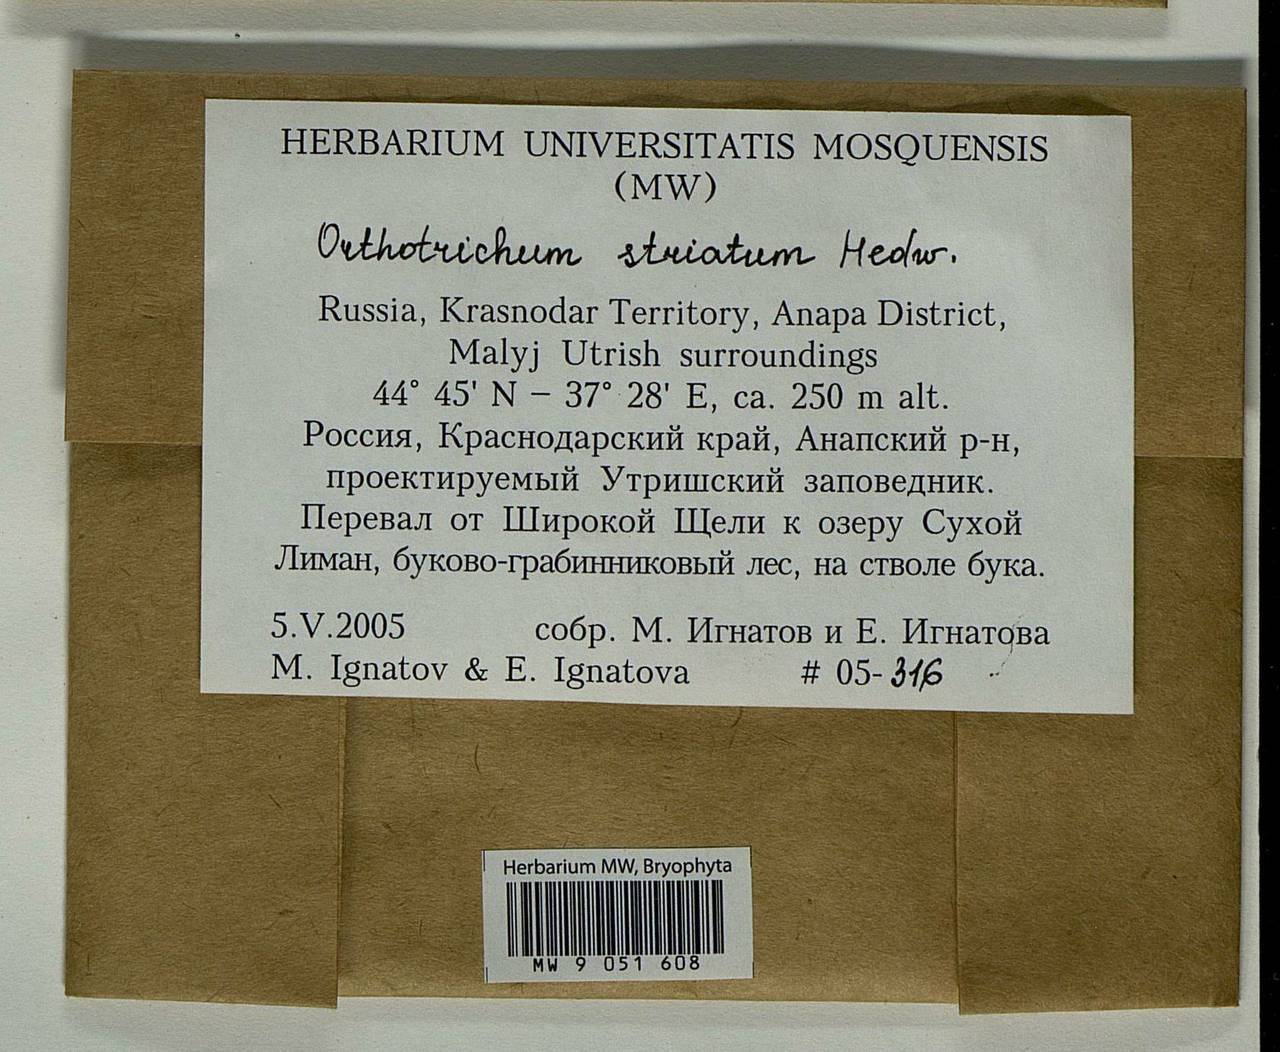 HERBARIUM UNIVERSITATIS MOSQUENSIS
(MW)
Orthotrichum striatum Hedw.
Russia, Krasnodar Territory, Anapa District,
Malyj Utrish surroundings
44° 45' N – 37° 28' E, ca. 250 m alt.
Россия, Краснодарский край, Анапский р-н,
проектируемый Утришский заповедник.
Перевал от Широкой Щели к озеру Сухой
Лиман, буково-грабинниковый лес, на стволе бука.
5.V.2005 собр. М. Игнатов и Е. Игнатова
M. Ignatov & E. Ignatova # 05-316
Herbarium MW, Bryophyta
MW 9 051 608